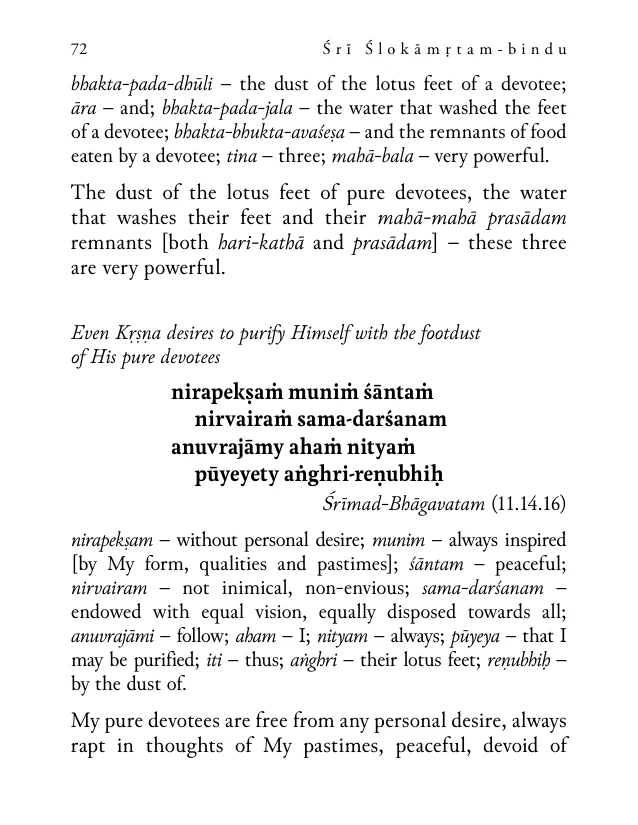 72
Śrī Ślokāmṛtam-bindu
bhakta-pada-dhūli – the dust of the lotus feet of a devotee;
āra – and; bhakta-pada-jala – the water that washed the feet
of a devotee; bhakta-bhukta-avaśeṣa – and the remnants of food
eaten by a devotee; tina – three; mahā-bala – very powerful.
The dust of the lotus feet of pure devotees, the water
that washes their feet and their mahā-mahā prasādam
remnants [both hari-kathā and prasādam] – these three
are very powerful.
Even Kṛṣṇa desires to purify Himself with the footdust
of His pure devotees
nirapekṣaṁ muniṁ śāntaṁ
nirvairaṁ sama-darśanam
anuvrajāmy ahaṁ nityaṁ
pūyeyety aṅghri-reṇubhiḥ
Śrīmad-Bhāgavatam (11.14.16)
nirapekṣam – without personal desire; munim – always inspired
[by My form, qualities and pastimes]; śāntam – peaceful;
nirvairam – not inimical, non-envious; sama-darśanam –
endowed with equal vision, equally disposed towards all;
anuvrajāmi – follow; aham – I; nityam – always; pūyeya – that I
may be purified; iti – thus; aṅghri – their lotus feet; reṇubhiḥ –
by the dust of.
My pure devotees are free from any personal desire, always
rapt in thoughts of My pastimes, peaceful, devoid of